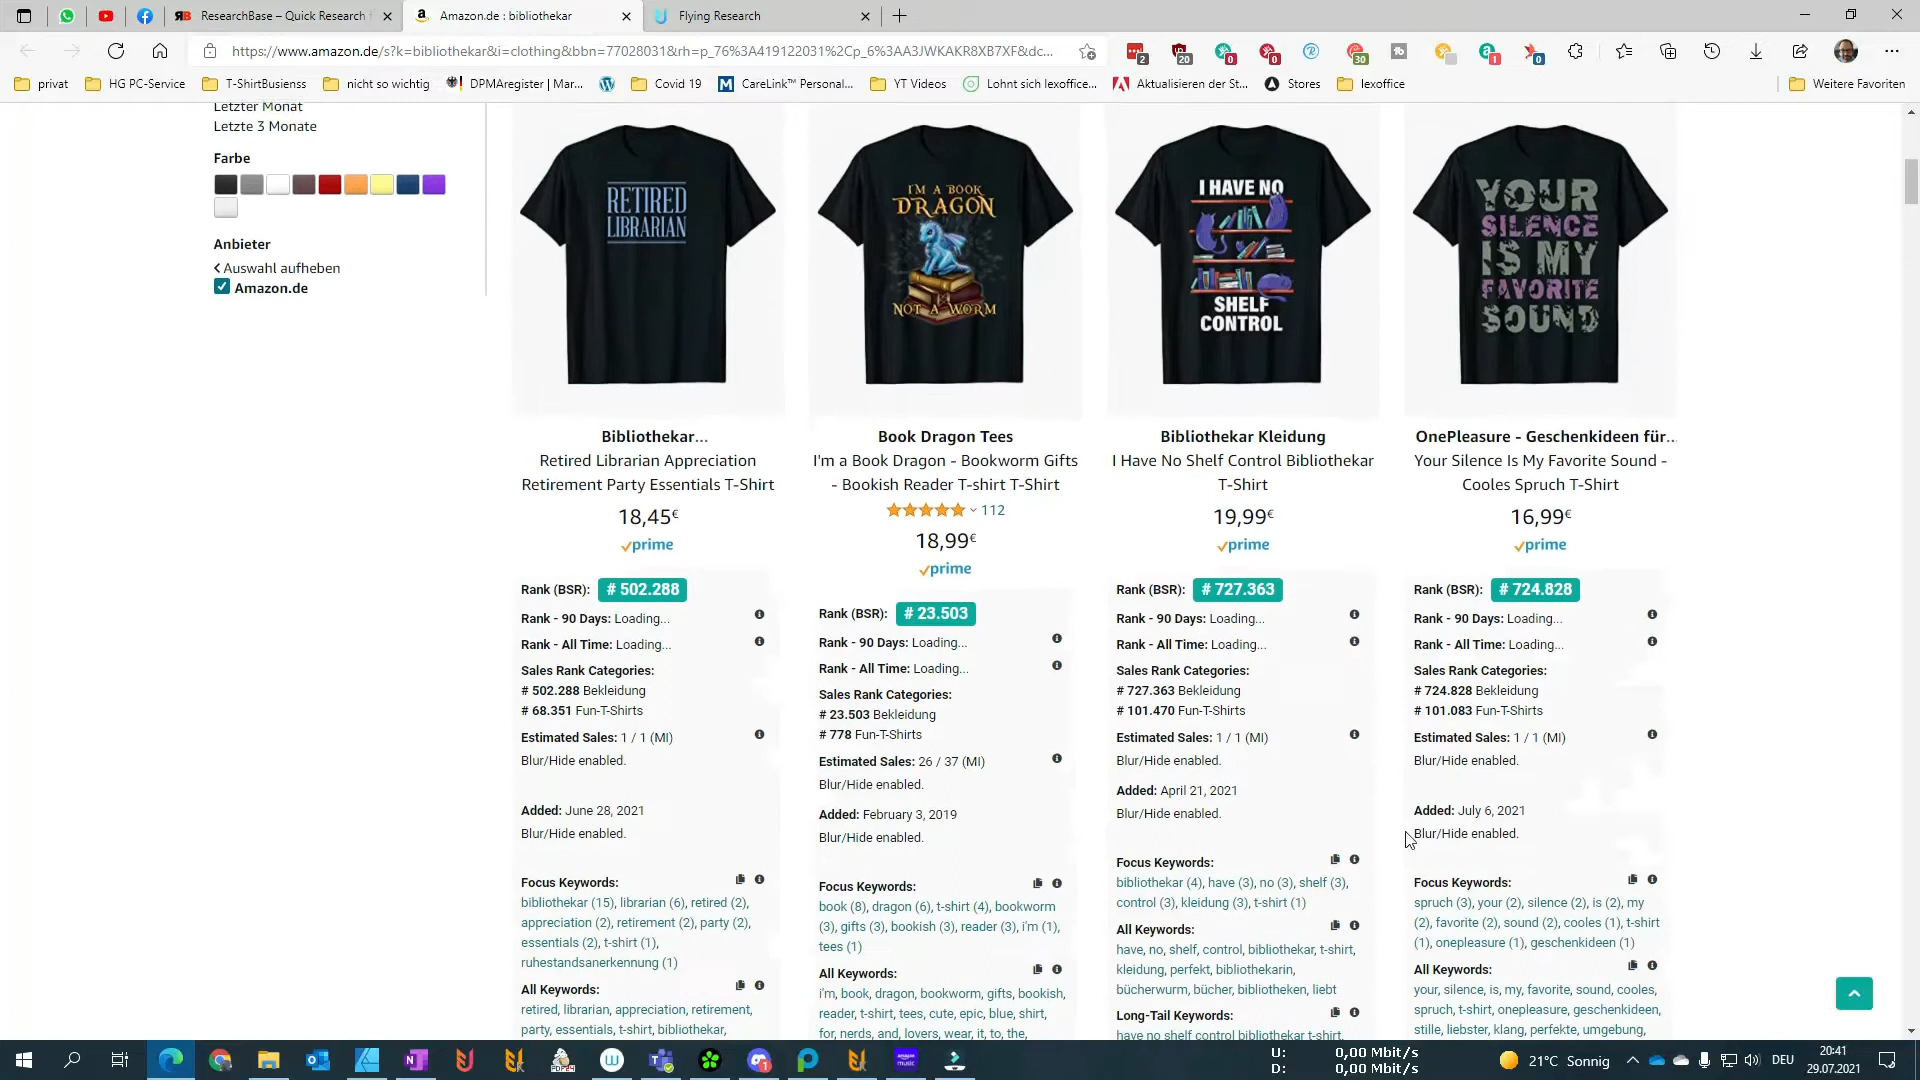 ResearchBase – Quick Research
Amazon.de : bibliothekar
Flying Research
https://www.amazon.de/s?k=bibliothekar&i=clothing&bbn=77028031&rh=p_76%3A419122031%2Cp_6%3AA3JWKAKR8XB7XF&dc...
privat
HG PC-Service
T-ShirtBusienss
nicht so wichtig
DPMAregister | Mar...
Covid 19
CareLink™ Personal...
YT Videos
Lohnt sich lexoffice...
Aktualisieren der St...
Stores
lexoffice
Weitere Favoriten
Letzter Monat
Letzte 3 Monate
Farbe
Anbieter
Auswahl aufheben
Amazon.de
RETIRED
LIBRARIAN
I'M A BOOK
DRAGON
NOT A WORM
I HAVE NO
SHELF
CONTROL
YOUR
SILENCE
IS MY
FAVORITE
SOUND
Bibliothekar...
Retired Librarian Appreciation
Retirement Party Essentials T-Shirt
18,45€
prime
Rank (BSR): # 502.288
Rank - 90 Days: Loading...
Rank - All Time: Loading...
Sales Rank Categories:
# 502.288 Bekleidung
# 68.351 Fun-T-Shirts
Estimated Sales: 1 / 1 (MI)
Blur/Hide enabled.
Added: June 28, 2021
Blur/Hide enabled.
Focus Keywords:
bibliothekar (15), librarian (6), retired (2),
appreciation (2), retirement (2), party (2),
essentials (2), t-shirt (1),
ruhestandsanerkennung (1)
All Keywords:
retired, librarian, appreciation, retirement,
party, essentials, t-shirt, bibliothekar,
Book Dragon Tees
I'm a Book Dragon - Bookworm Gifts
- Bookish Reader T-shirt T-Shirt
112
18,99€
prime
Rank (BSR): # 23.503
Rank - 90 Days: Loading...
Rank - All Time: Loading...
Sales Rank Categories:
# 23.503 Bekleidung
# 778 Fun-T-Shirts
Estimated Sales: 26 / 37 (MI)
Blur/Hide enabled.
Added: February 3, 2019
Blur/Hide enabled.
Focus Keywords:
book (8), dragon (6), t-shirt (4), bookworm
(3), gifts (3), bookish (3), reader (3), i'm (1),
tees (1)
All Keywords:
i'm, book, dragon, bookworm, gifts, bookish,
reader, t-shirt, tees, cute, epic, blue, shirt,
for, nerds, and, lovers, wear, it, to, the,
Bibliothekar Kleidung
I Have No Shelf Control Bibliothekar
T-Shirt
19,99€
prime
Rank (BSR): # 727.363
Rank - 90 Days: Loading...
Rank - All Time: Loading...
Sales Rank Categories:
# 727.363 Bekleidung
# 101.470 Fun-T-Shirts
Estimated Sales: 1 / 1 (MI)
Blur/Hide enabled.
Added: April 21, 2021
Blur/Hide enabled.
Focus Keywords:
bibliothekar (4), have (3), no (3), shelf (3),
control (3), kleidung (3), t-shirt (1)
All Keywords:
have, no, shelf, control, bibliothekar, t-shirt,
kleidung, perfekt, bibliothekarin,
bücherwurm, bücher, bibliotheken, liebt
Long-Tail Keywords:
have no shelf control bibliothekar t-shirt,
OnePleasure - Geschenkideen für...
Your Silence Is My Favorite Sound -
Cooles Spruch T-Shirt
16,99€
prime
Rank (BSR): # 724.828
Rank - 90 Days: Loading...
Rank - All Time: Loading...
Sales Rank Categories:
# 724.828 Bekleidung
# 101.083 Fun-T-Shirts
Estimated Sales: 1 / 1 (MI)
Blur/Hide enabled.
Added: July 6, 2021
Blur/Hide enabled.
Focus Keywords:
spruch (3), your (2), silence (2), is (2), my
(2), favorite (2), sound (2), cooles (1), t-shirt
(1), onepleasure (1), geschenkideen (1)
All Keywords:
your, silence, is, my, favorite, sound, cooles,
spruch, t-shirt, onepleasure, geschenkideen,
stille, liebster, klang, perfekte, umgebung,
U: 0,00 Mbit/s
D: 0,00 Mbit/s
21°C Sonnig
DEU
20:41
29.07.2021